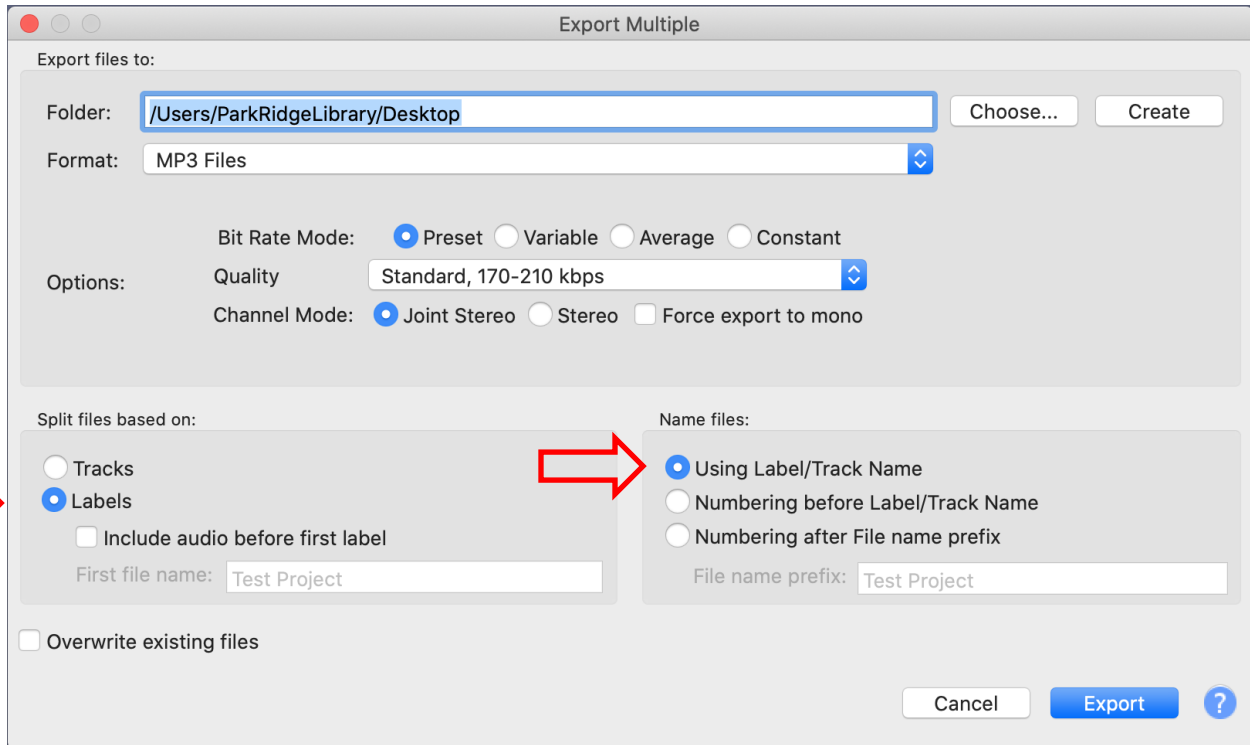 Export Multiple
Export files to:
Folder: /Users/ParkRidgeLibrary/Desktop Choose... Create
Format: MP3 Files
Bit Rate Mode: Preset Variable Average Constant
Options: Quality Standard, 170-210 kbps
Channel Mode: Joint Stereo Stereo Force export to mono
Split files based on:
Tracks
Labels
Include audio before first label
First file name: Test Project
Name files:
Using Label/Track Name
Numbering before Label/Track Name
Numbering after File name prefix
File name prefix: Test Project
Overwrite existing files
Cancel Export ?